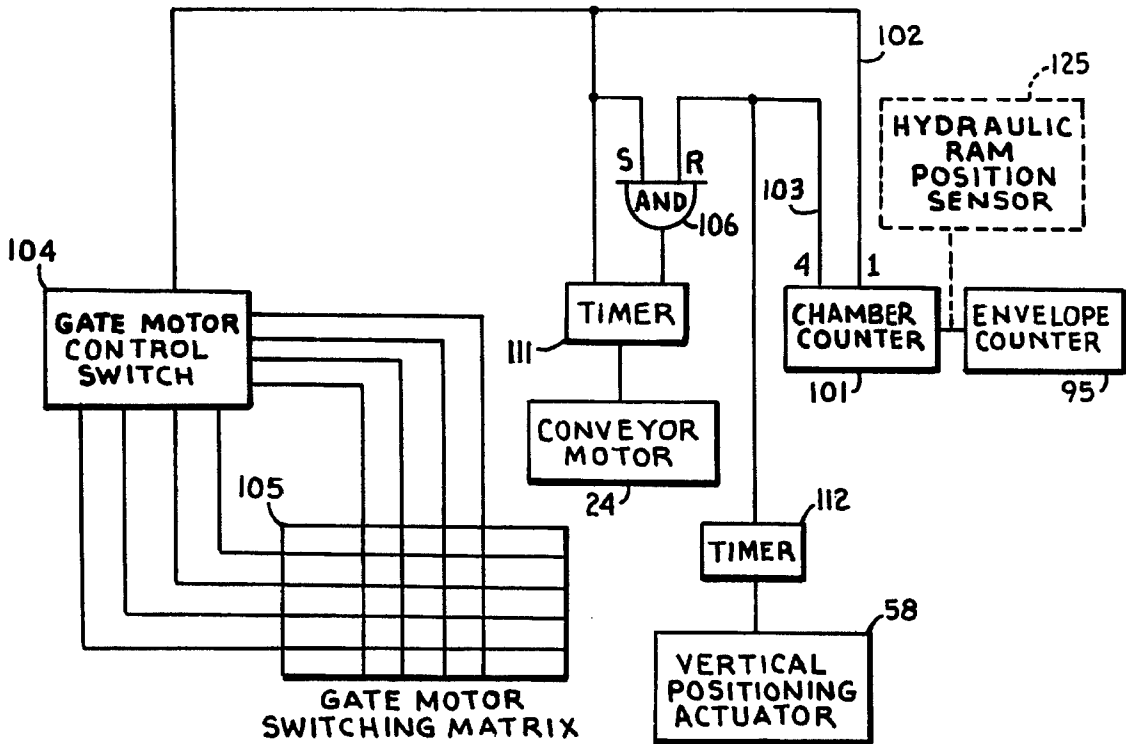 102
125
HYDRAULIC
RAM
POSITION
SENSOR
S
R
AND
106
103
104
4
1
GATE MOTOR
CONTROL
SWITCH
TIMER
111
CHAMBER
COUNTER
101
ENVELOPE
COUNTER
95
CONVEYOR
MOTOR
24
105
112
TIMER
58
VERTICAL
POSITIONING
ACTUATOR
GATE MOTOR
SWITCHING MATRIX